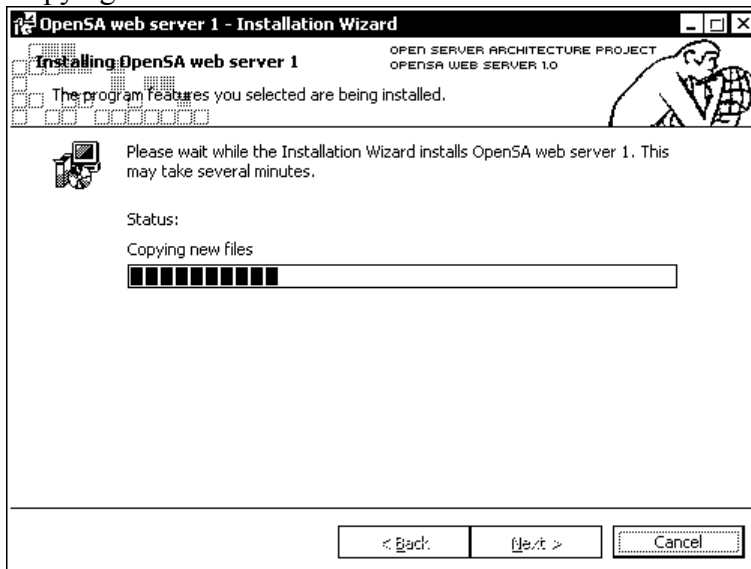 OpenSA web server 1 - Installation Wizard
Installing OpenSA web server 1
OPEN SERVER ARCHITECTURE PROJECT
OPENSA WEB SERVER 1.0
The program features you selected are being installed.
Please wait while the Installation Wizard installs OpenSA web server 1. This
may take several minutes.
Status:
Copying new files
< Back
Next >
Cancel